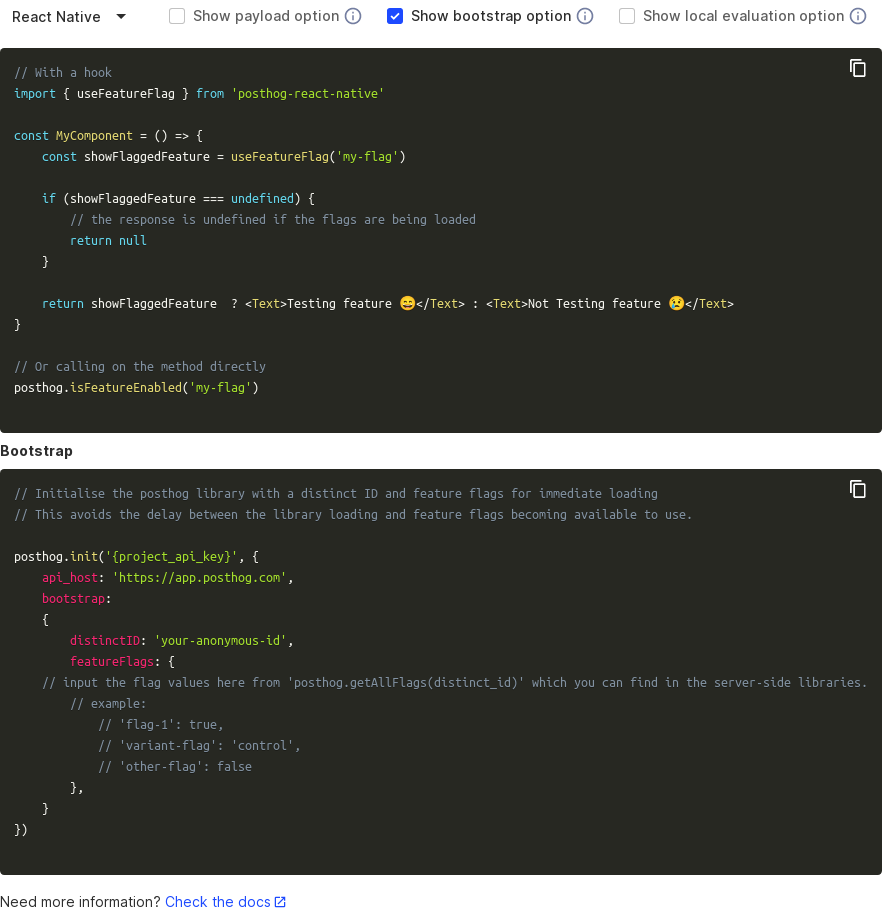 React Native Show payload option Show bootstrap option Show local evaluation option
// With a hook
import { useFeatureFlag } from 'posthog-react-native'
const MyComponent = () => {
    const showFlaggedFeature = useFeatureFlag('my-flag')
    if (showFlaggedFeature === undefined) {
        // the response is undefined if the flags are being loaded
        return null
    }
    return showFlaggedFeature  ? <Text>Testing feature 😄</Text> : <Text>Not Testing feature 😢</Text>
}
// Or calling on the method directly
posthog.isFeatureEnabled('my-flag')
Bootstrap
// Initialise the posthog library with a distinct ID and feature flags for immediate loading
// This avoids the delay between the library loading and feature flags becoming available to use.
posthog.init('{project_api_key}', {
    api_host: 'https://app.posthog.com',
    bootstrap:
    {
        distinctID: 'your-anonymous-id',
        featureFlags: {
    // input the flag values here from 'posthog.getAllFlags(distinct_id)' which you can find in the server-side libraries.
        // example:
            // 'flag-1': true,
            // 'variant-flag': 'control',
            // 'other-flag': false
        },
    }
})
Need more information? Check the docs